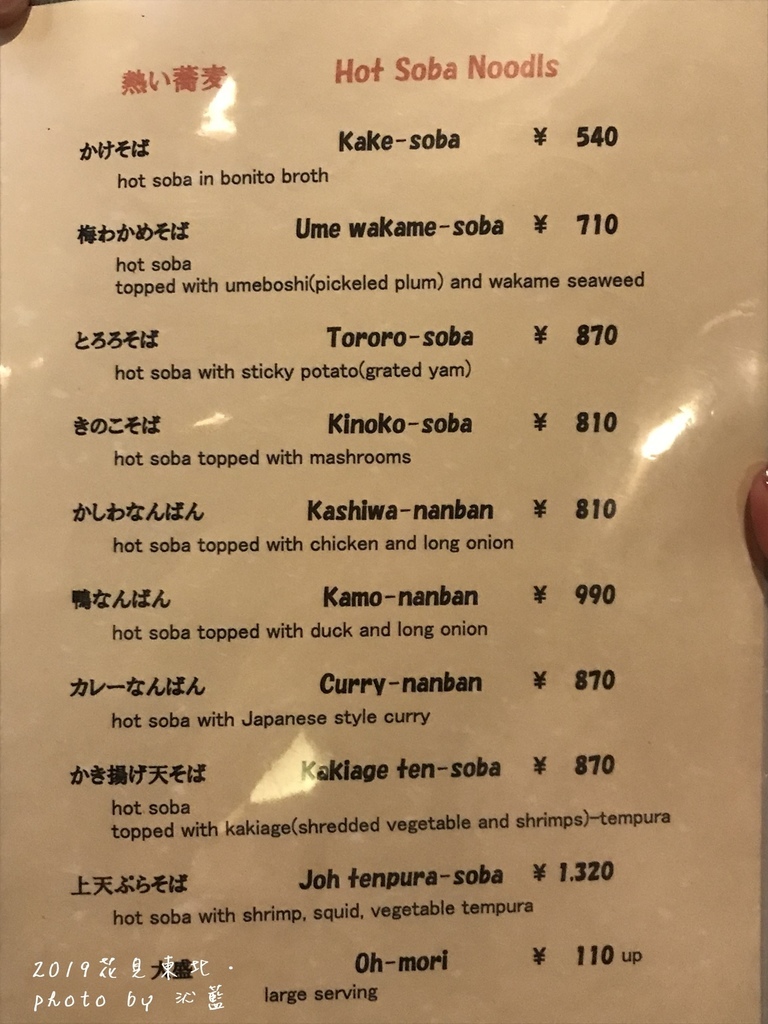 熱い蕎麦 Hot Soba Noodls
かけそば Kake-soba ¥ 540
hot soba in bonito broth
梅わかめそば Ume wakame-soba ¥ 710
hot soba
topped with umeboshi(pickeled plum) and wakame seaweed
とろろそば Tororo-soba ¥ 870
hot soba with sticky potato(grated yam)
きのこそば Kinoko-soba ¥ 810
hot soba topped with mashrooms
かしわなんばん Kashiwa-nanban ¥ 810
hot soba topped with chicken and long onion
鴨なんばん Kamo-nanban ¥ 990
hot soba topped with duck and long onion
カレーなんばん Curry-nanban ¥ 870
hot soba with Japanese style curry
かき揚げ天そば Kakiage ten-soba ¥ 870
hot soba
topped with kakiage(shredded vegetable and shrimps)-tempura
上天ぷらそば Joh tenpura-soba ¥ 1.320
hot soba with shrimp, squid, vegetable tempura
大盛 Oh-mori ¥ 110 up
large serving
2019花見東北·
photo by 沁藍